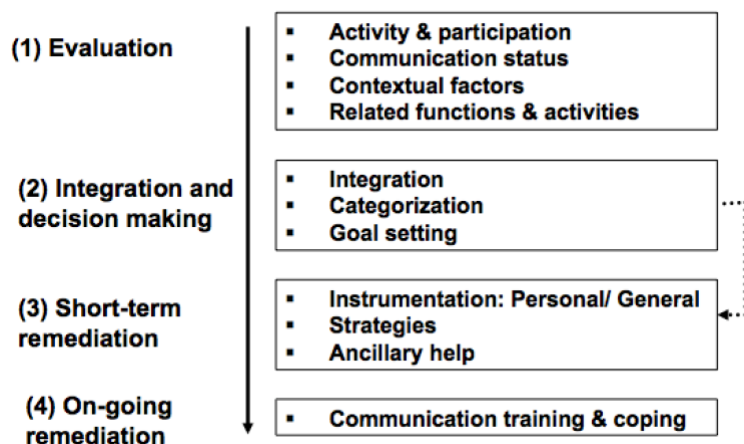 (1) Evaluation
▪ Activity & participation
▪ Communication status
▪ Contextual factors
▪ Related functions & activities
(2) Integration and
decision making
▪ Integration
▪ Categorization
▪ Goal setting
(3) Short-term
remediation
▪ Instrumentation: Personal/ General
▪ Strategies
▪ Ancillary help
(4) On-going
remediation
▪ Communication training & coping